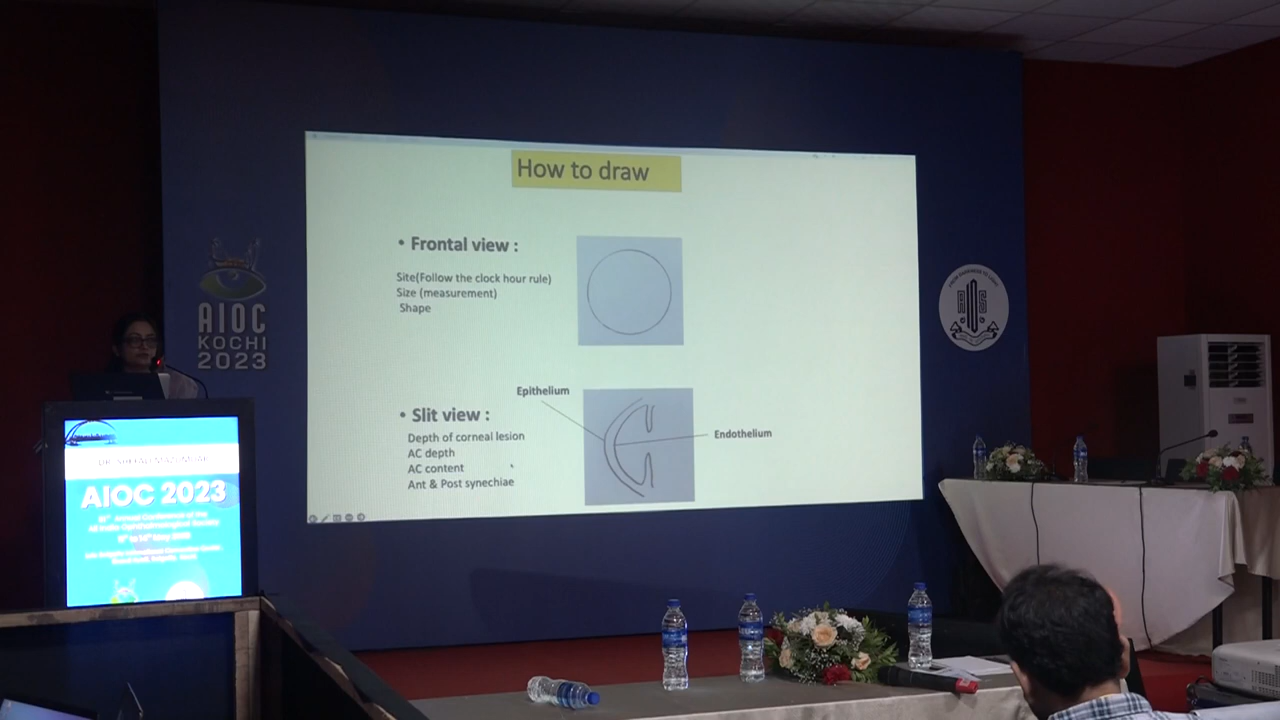 How to draw
• Frontal view :
Site(Follow the clock hour rule)
Size (measurement)
Shape
Epithelium
• Slit view :
Depth of corneal lesion
AC depth
AC content
Ant & Post synechiae
Endothelium
AIOC
KOCHI
2023
AIOC 2023